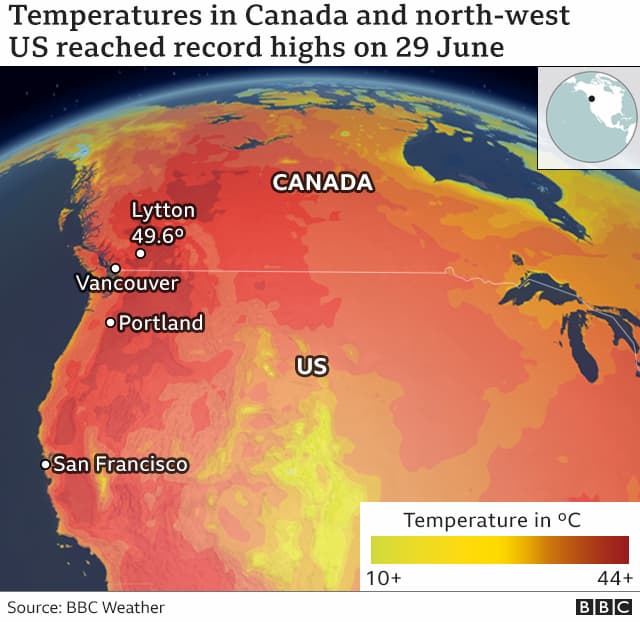 Temperatures in Canada and north-west
US reached record highs on 29 June
CANADA
Lytton
49.6º
Vancouver
Portland
US
San Francisco
Temperature in ºC
10+ 44+
Source: BBC Weather
BBC